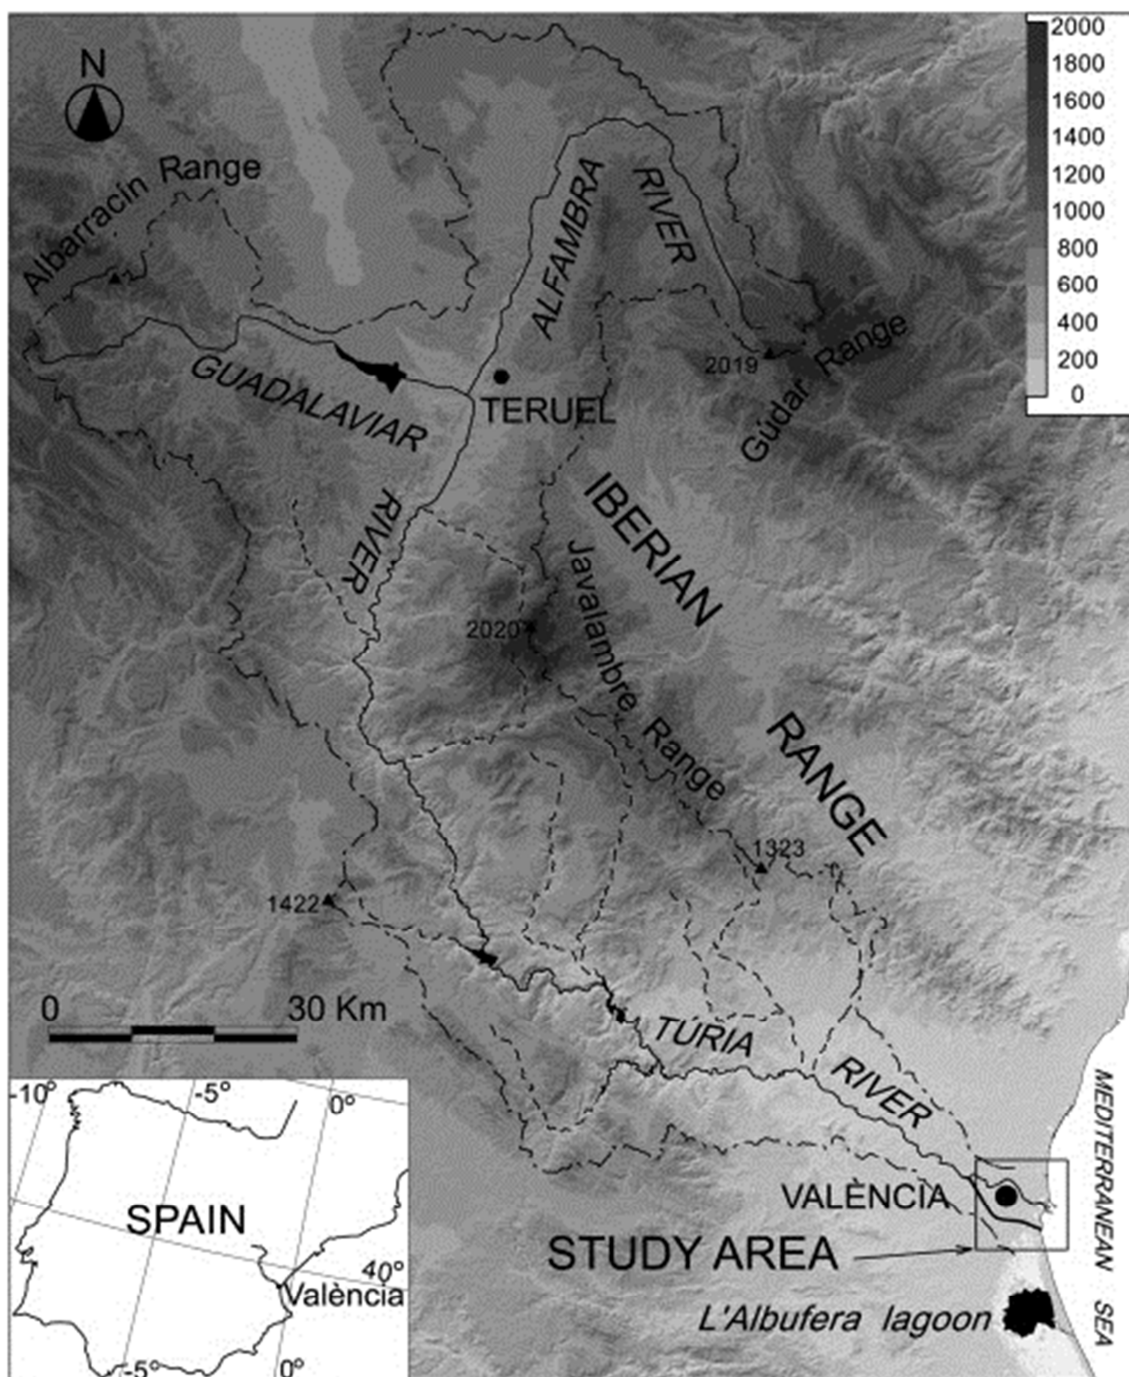 N
2000
1800
1600
1400
1200
1000
800
600
400
200
0
Albarracin Range
ALFAMBRA
RIVER
2019
Gúdar Range
GUADALAVIAR
RIVER
TERUEL
IBERIAN
RANGE
Javalambre Range
2020
1323
1422
0 30 Km
TURIA
RIVER
MEDITERRANEAN SEA
VALÈNCIA
STUDY AREA
L'Albufera lagoon
-10° -5° 0°
SPAIN
40°
València
-5° 0°